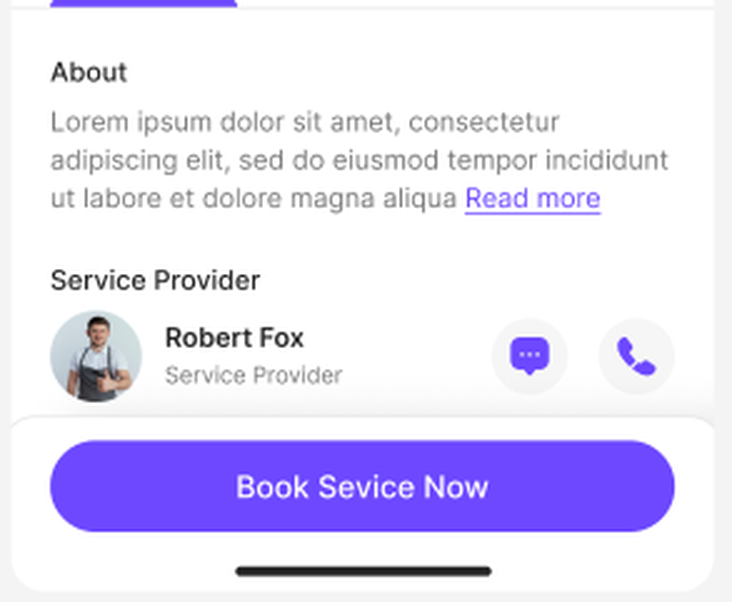 About
Lorem ipsum dolor sit amet, consectetur
adipiscing elit, sed do eiusmod tempor incididunt
ut labore et dolore magna aliqua Read more
Service Provider
Robert Fox
Service Provider
Book Sevice Now